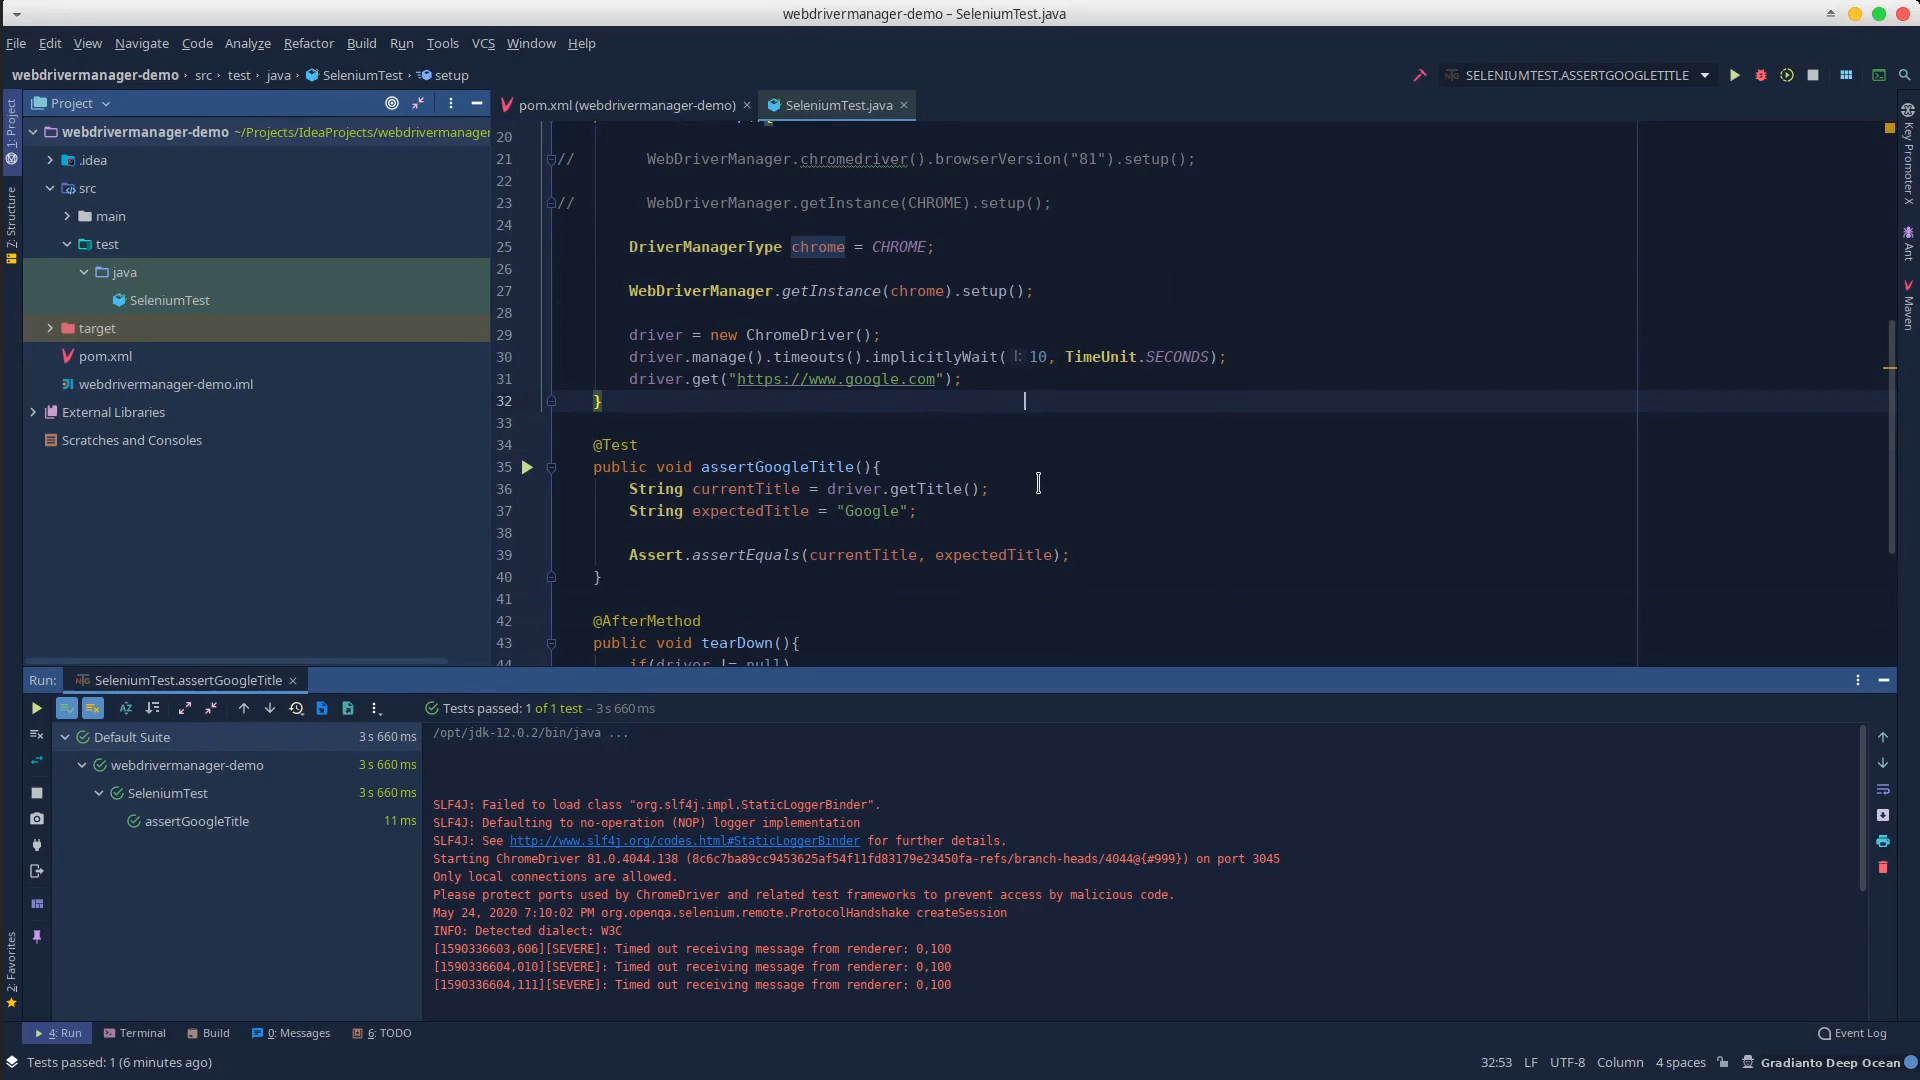 webdrivermanager-demo – SeleniumTest.java
File Edit View Navigate Code Analyze Refactor Build Run Tools VCS Window Help
webdrivermanager-demo › src › test › java › SeleniumTest › setup
SELENIUMTEST.ASSERTGOOGLETITLE
Project
pom.xml (webdrivermanager-demo)
SeleniumTest.java
1: Project
7: Structure
2: Favorites
webdrivermanager-demo ~/Projects/IdeaProjects/webdrivermanager
.idea
src
main
test
java
SeleniumTest
target
pom.xml
webdrivermanager-demo.iml
External Libraries
Scratches and Consoles
20
21 // WebDriverManager.chromedriver().browserVersion("81").setup();
22
23 // WebDriverManager.getInstance(CHROME).setup();
24
25 DriverManagerType chrome = CHROME;
26
27 WebDriverManager.getInstance(chrome).setup();
28
29 driver = new ChromeDriver();
30 driver.manage().timeouts().implicitlyWait( l: 10, TimeUnit.SECONDS);
31 driver.get("https://www.google.com");
32 }
33
34 @Test
35 public void assertGoogleTitle(){
36 String currentTitle = driver.getTitle();
37 String expectedTitle = "Google";
38
39 Assert.assertEquals(currentTitle, expectedTitle);
40 }
41
42 @AfterMethod
43 public void tearDown(){
44 if(driver != null)
Key Promoter X
Ant
Maven
Run: SeleniumTest.assertGoogleTitle
Tests passed: 1 of 1 test – 3 s 660 ms
Default Suite 3 s 660 ms
webdrivermanager-demo 3 s 660 ms
SeleniumTest 3 s 660 ms
assertGoogleTitle 11 ms
/opt/jdk-12.0.2/bin/java ...
SLF4J: Failed to load class "org.slf4j.impl.StaticLoggerBinder".
SLF4J: Defaulting to no-operation (NOP) logger implementation
SLF4J: See http://www.slf4j.org/codes.html#StaticLoggerBinder for further details.
Starting ChromeDriver 81.0.4044.138 (8c6c7ba89cc9453625af54f11fd83179e23450fa-refs/branch-heads/4044@{#999}) on port 3045
Only local connections are allowed.
Please protect ports used by ChromeDriver and related test frameworks to prevent access by malicious code.
May 24, 2020 7:10:02 PM org.openqa.selenium.remote.ProtocolHandshake createSession
INFO: Detected dialect: W3C
[1590336603,606][SEVERE]: Timed out receiving message from renderer: 0,100
[1590336604,010][SEVERE]: Timed out receiving message from renderer: 0,100
[1590336604,111][SEVERE]: Timed out receiving message from renderer: 0,100
4: Run Terminal Build 0: Messages 6: TODO Event Log
Tests passed: 1 (6 minutes ago) 32:53 LF UTF-8 Column 4 spaces Gradianto Deep Ocean